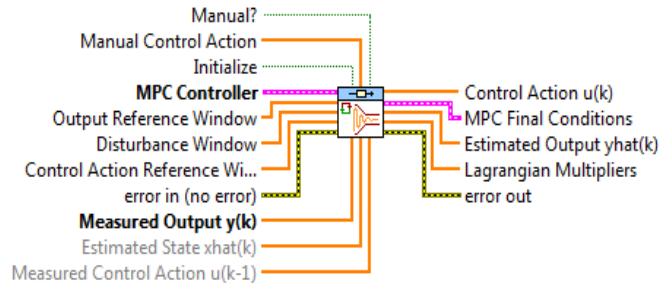 Manual?
Manual Control Action
Initialize
MPC Controller
Output Reference Window
Disturbance Window
Control Action Reference Wi...
error in (no error)
Measured Output y(k)
Estimated State xhat(k)
Measured Control Action u(k-1)
Control Action u(k)
MPC Final Conditions
Estimated Output yhat(k)
Lagrangian Multipliers
error out